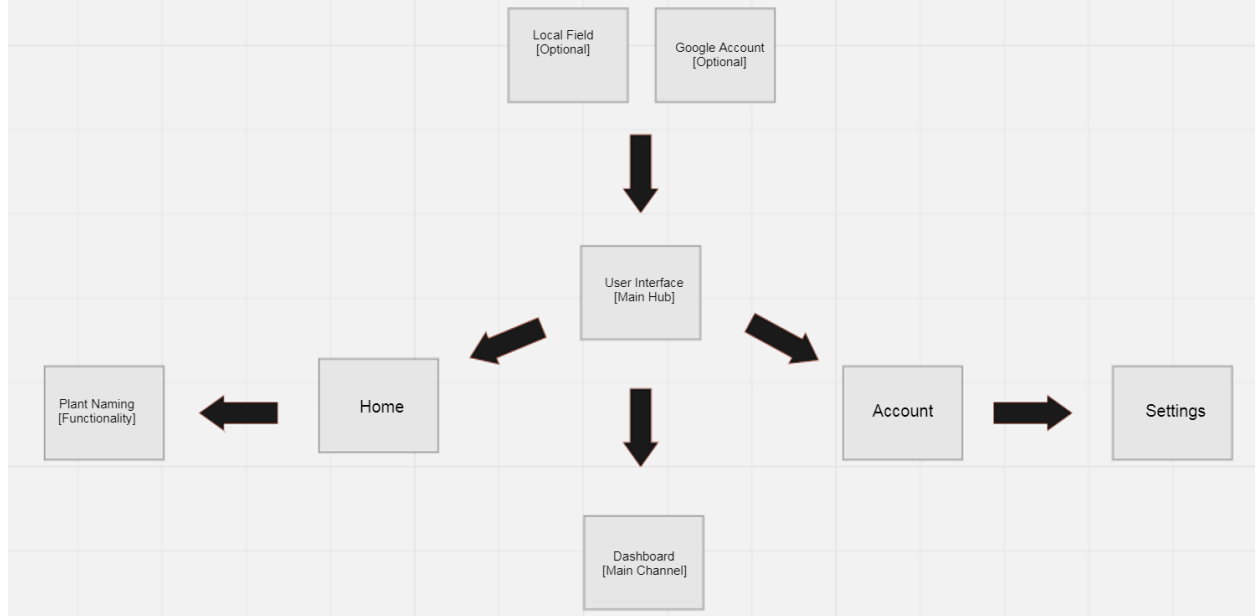 Local Field
[Optional]
Google Account
[Optional]
User Interface
[Main Hub]
Plant Naming
[Functionality]
Home
Account
Settings
Dashboard
[Main Channel]